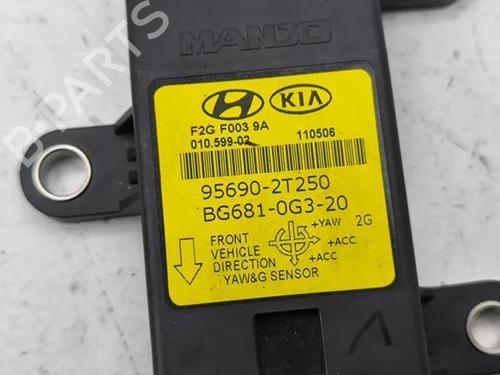 MANDO
KIA
F2G F003 9A
010.599-02 110506
95690-2T250
BG681-0G3-20
FRONT
VEHICLE
DIRECTION
+YAW 2G
+ACC
+ACC
YAW&G SENSOR
B PARTS